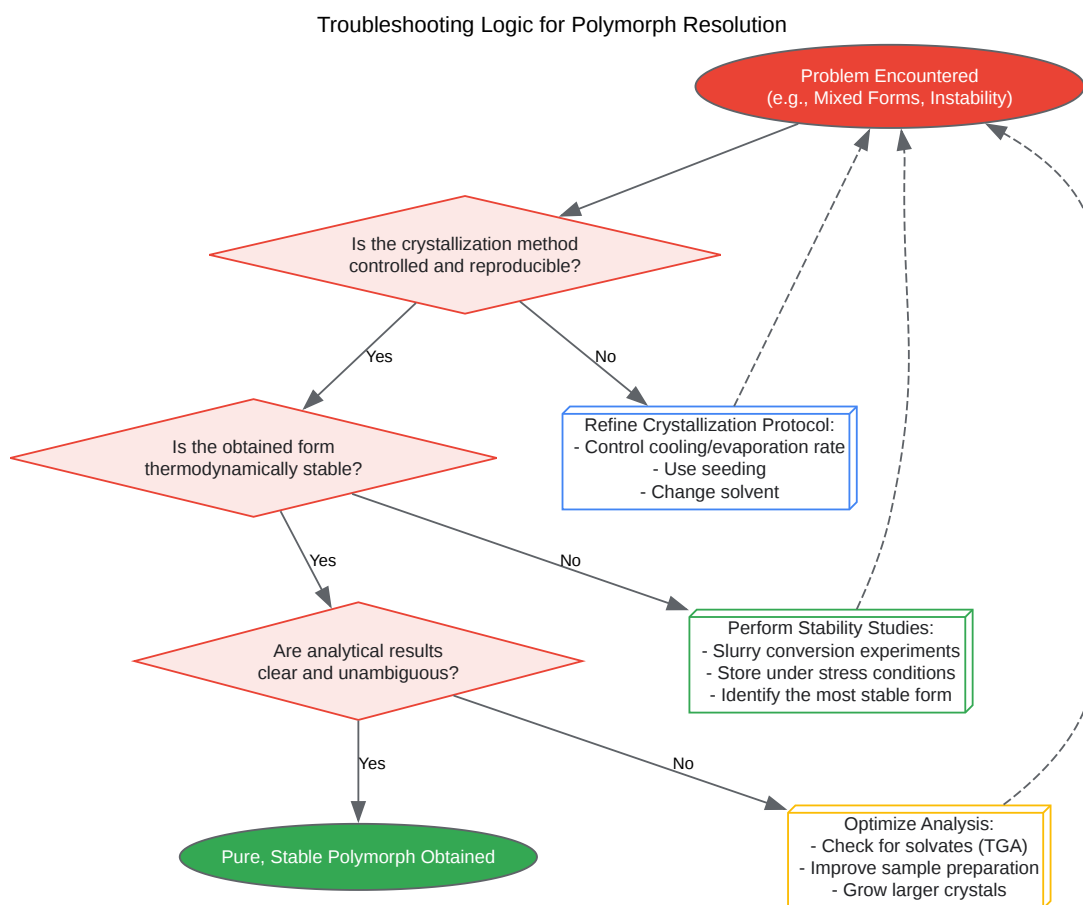 Troubleshooting Logic for Polymorph Resolution
Problem Encountered
(e.g., Mixed Forms, Instability)
Is the crystallization method
controlled and reproducible?
Yes
No
Refine Crystallization Protocol:
- Control cooling/evaporation rate
- Use seeding
- Change solvent
Is the obtained form
thermodynamically stable?
Yes
No
Perform Stability Studies:
- Slurry conversion experiments
- Store under stress conditions
- Identify the most stable form
Are analytical results
clear and unambiguous?
Yes
No
Optimize Analysis:
- Check for solvates (TGA)
- Improve sample preparation
- Grow larger crystals
Pure, Stable Polymorph Obtained